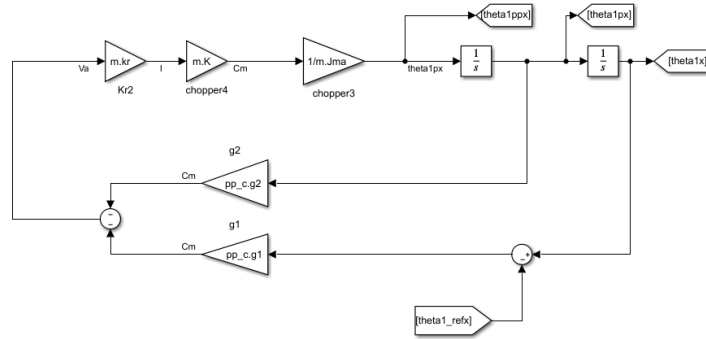 [theta1ppx]
[theta1px]
m.kr
m.K
1/m.Jma
1
s
1
s
[theta1x]
Va
I
Cm
theta1px
Kr2
chopper4
chopper3
g2
Cm
pp_c.g2
g1
Cm
pp_c.g1
[theta1_refx]